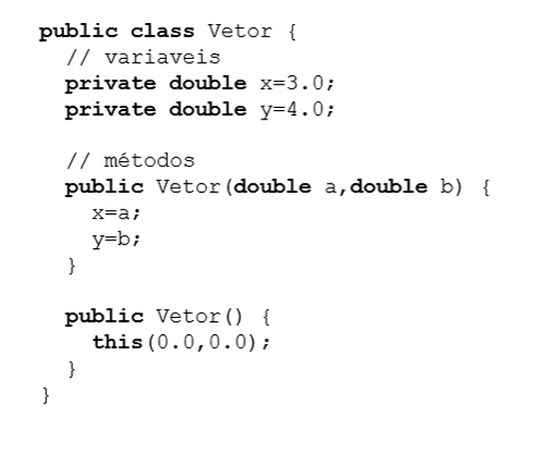 public class Vetor {
// variaveis
private double x=3.0;
private double y=4.0;
// métodos
public Vetor(double a,double b) {
x=a;
y=b;
}
public Vetor() {
this(0.0,0.0);
}
}